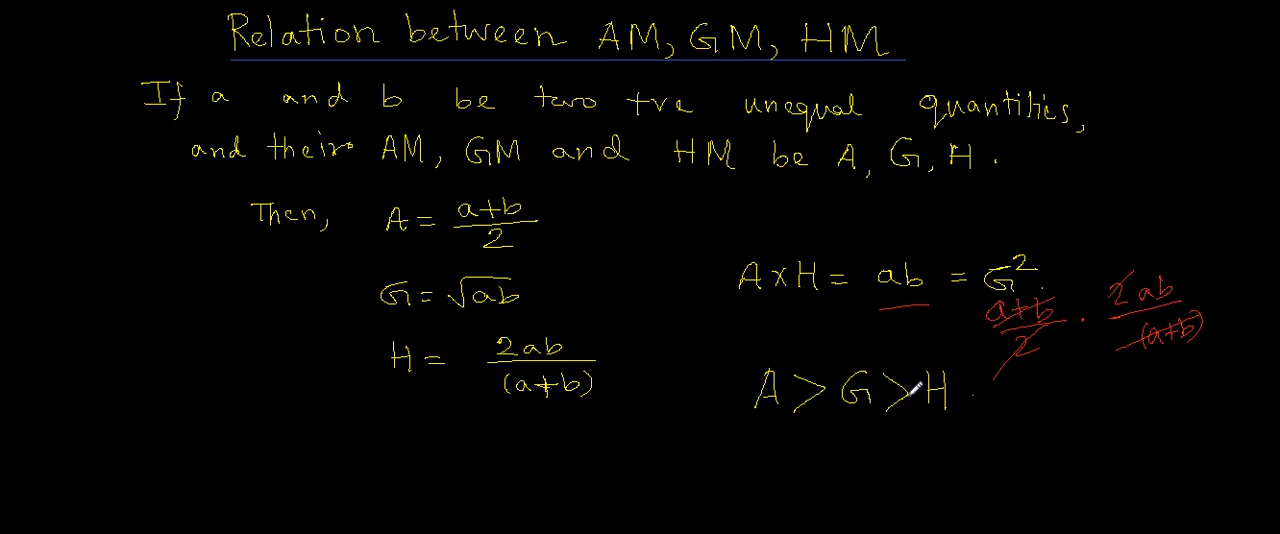 Relation between AM, GM, HM
If a and b be two +ve unequal quantities,
and their AM, GM and HM be A, G, H.
Then, A = a+b / 2
G = √ab
H = 2ab / (a+b)
A × H = ab = G².
a+b / 2 . 2ab / (a+b)
A > G > H.